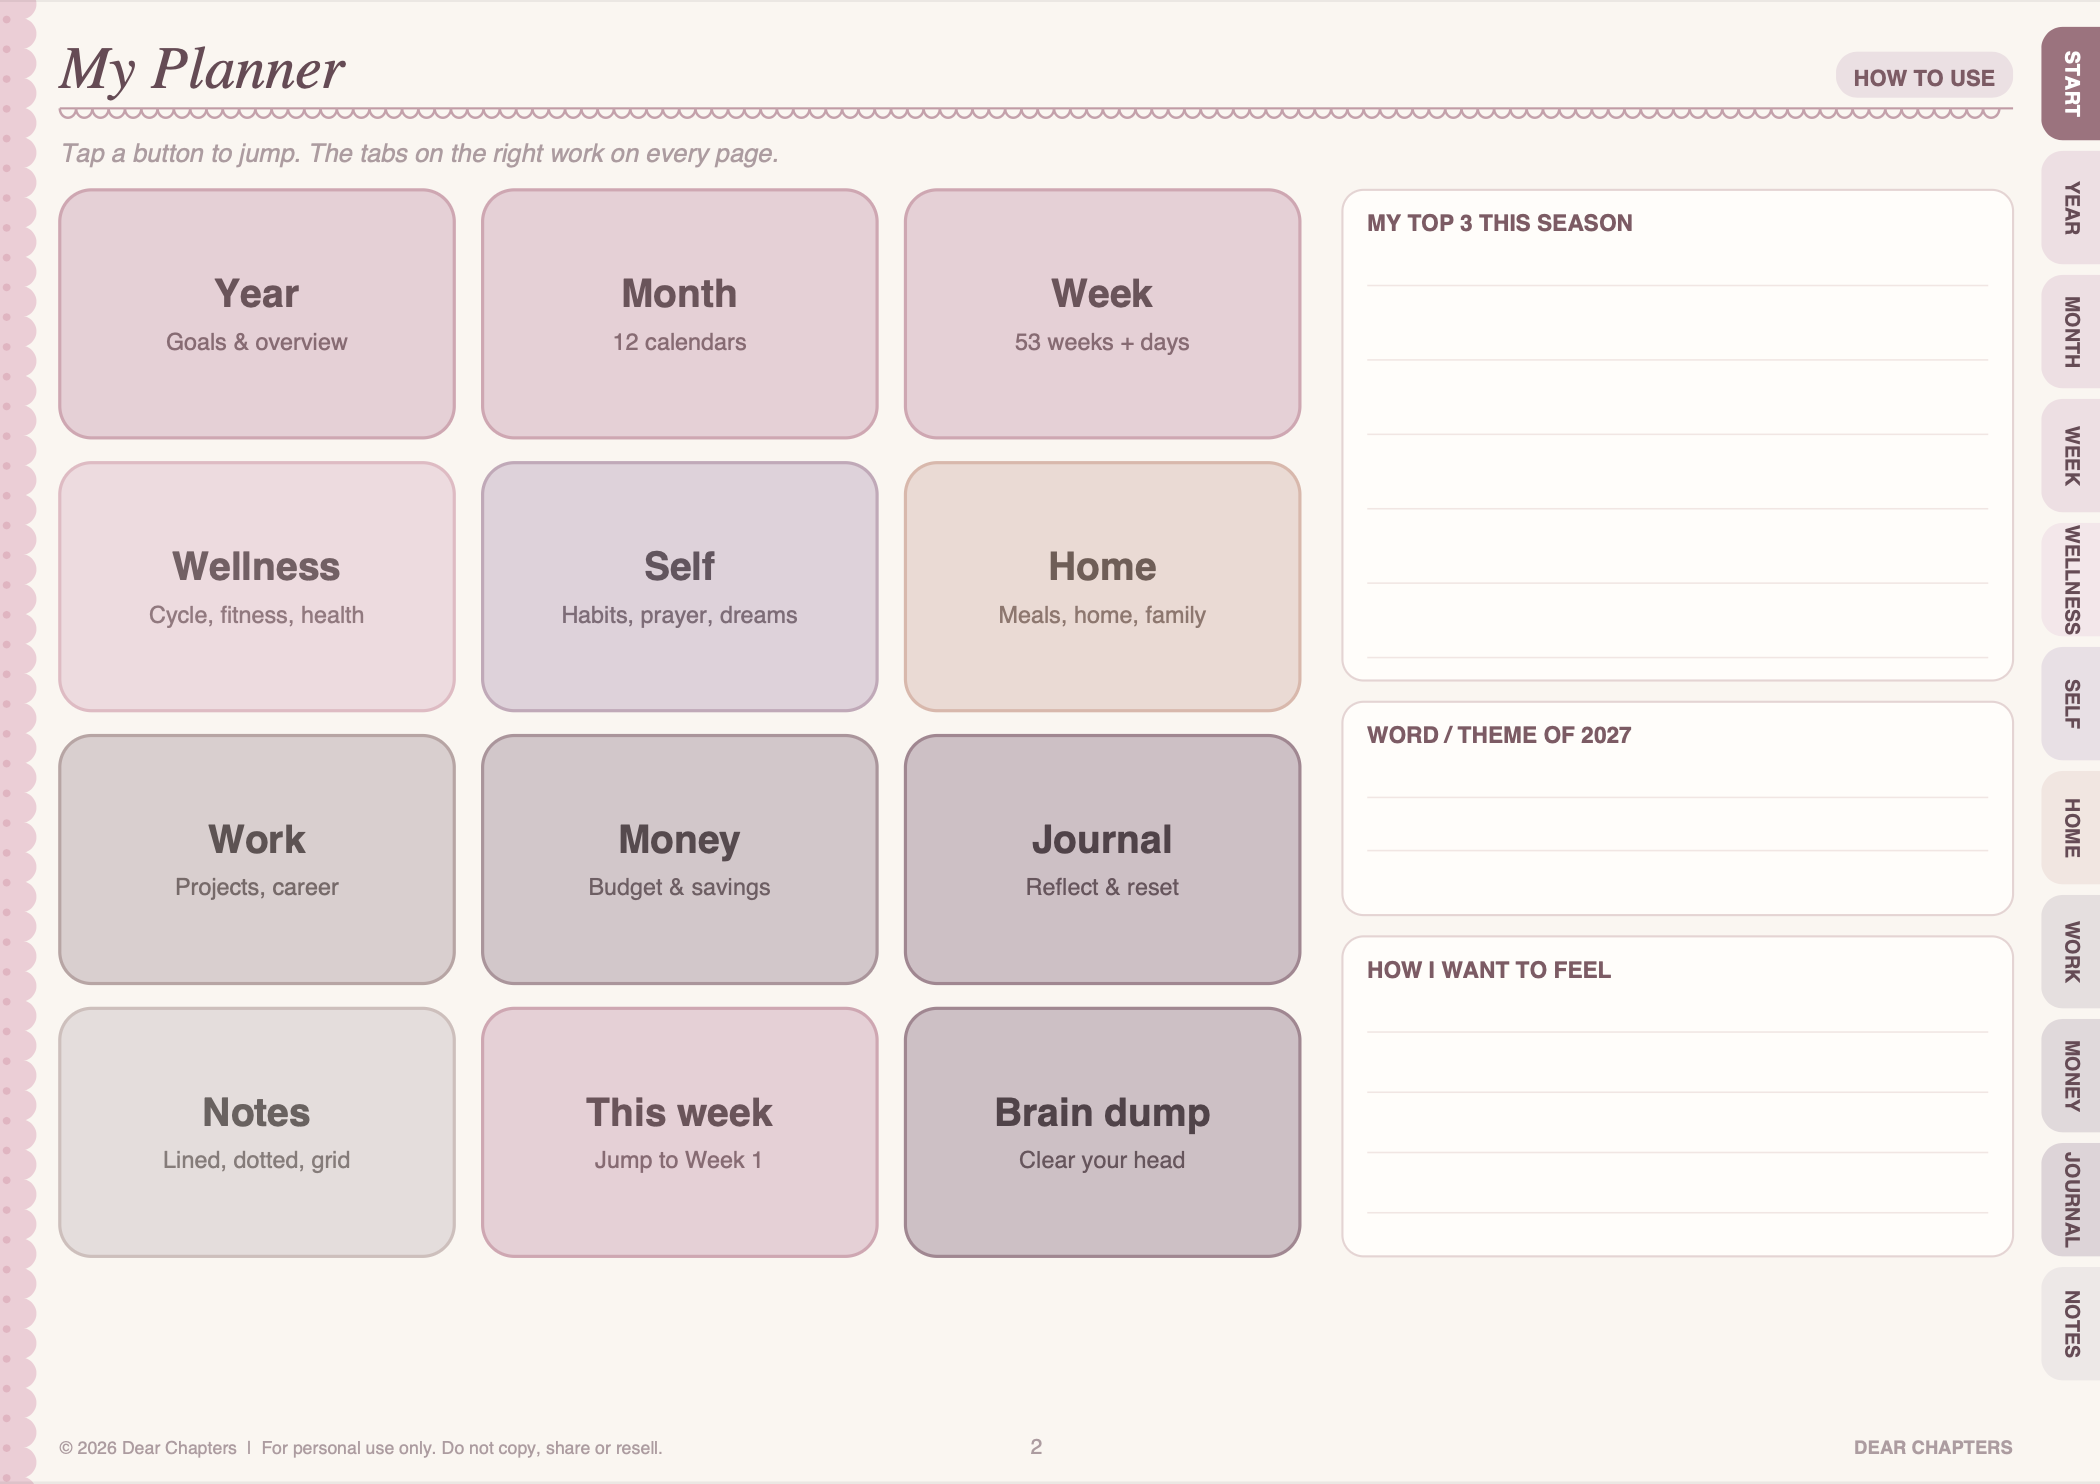 My Planner
HOW TO USE
Tap a button to jump. The tabs on the right work on every page.
Year
Goals & overview
Month
12 calendars
Week
53 weeks + days
Wellness
Cycle, fitness, health
Self
Habits, prayer, dreams
Home
Meals, home, family
Work
Projects, career
Money
Budget & savings
Journal
Reflect & reset
Notes
Lined, dotted, grid
This week
Jump to Week 1
Brain dump
Clear your head
MY TOP 3 THIS SEASON
WORD / THEME OF 2027
HOW I WANT TO FEEL
START
YEAR
MONTH
WEEK
WELLNESS
SELF
HOME
WORK
MONEY
JOURNAL
NOTES
© 2026 Dear Chapters | For personal use only. Do not copy, share or resell.
2
DEAR CHAPTERS